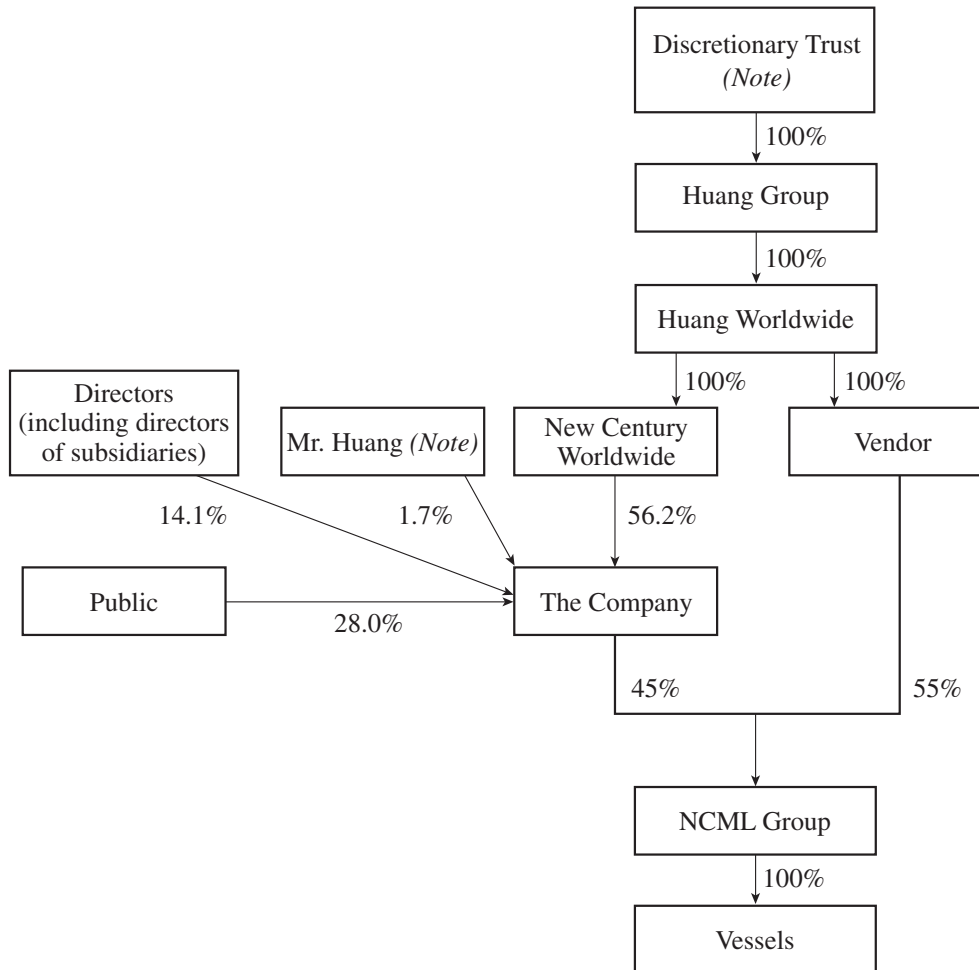 Discretionary Trust
(Note)
100%
Huang Group
100%
Huang Worldwide
100%
100%
Directors
(including directors
of subsidiaries)
Mr. Huang (Note)
New Century
Worldwide
Vendor
14.1%
1.7%
56.2%
Public
28.0%
The Company
45%
55%
NCML Group
100%
Vessels